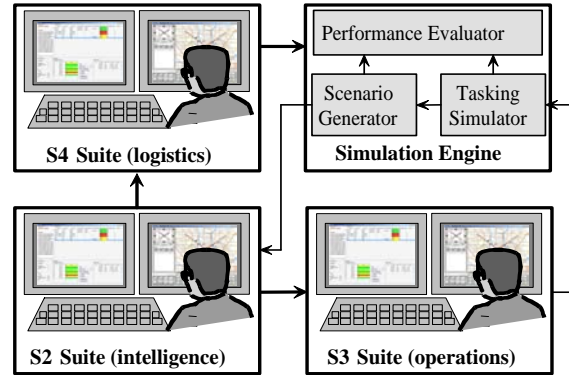 Performance Evaluator
Scenario
Generator
Tasking
Simulator
S4 Suite (logistics)
Simulation Engine
S2 Suite (intelligence)
S3 Suite (operations)